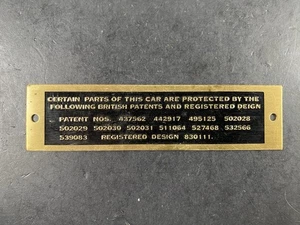 CERTAIN PARTS OF THIS CAR ARE PROTECTED BY THE
FOLLOWING BRITISH PATENTS AND REGISTERED DEIGN
PATENT NOS. 437562 442917 495125 502028
502029 502030 502031 511064 527468 532566
539083 REGISTERED DESIGN 830111.